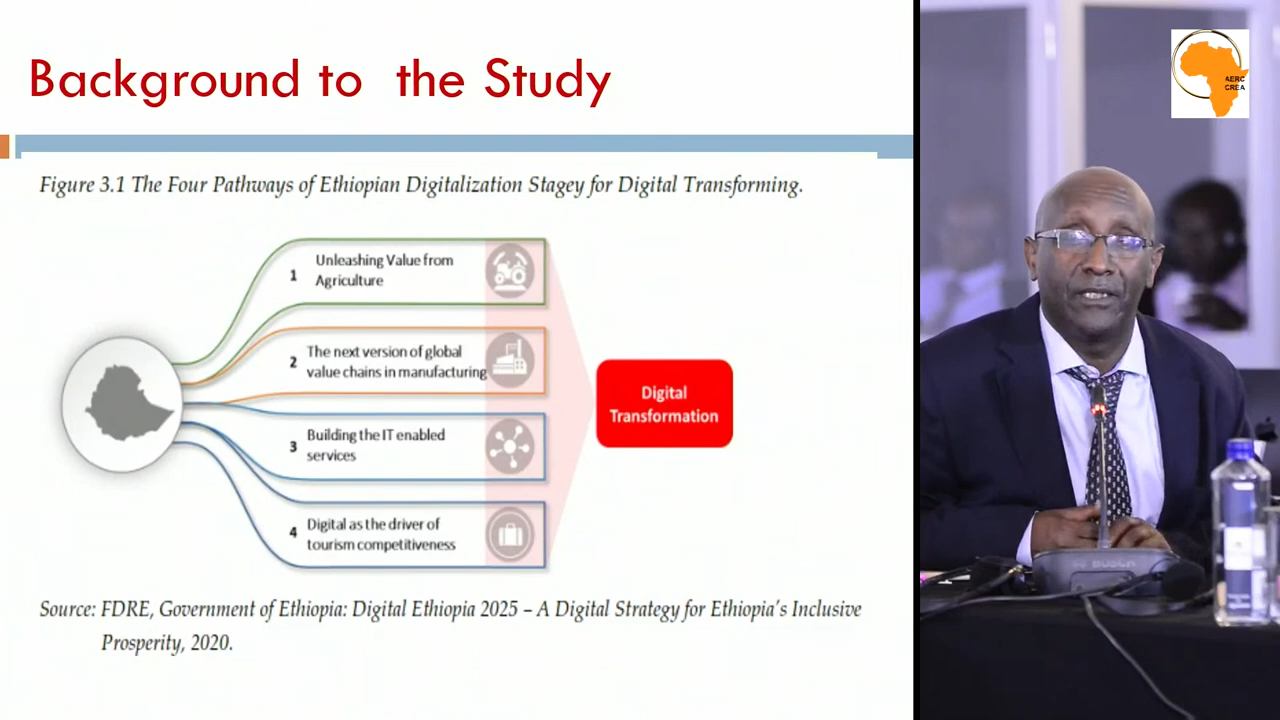 Background to the Study
Figure 3.1 The Four Pathways of Ethiopian Digitalization Stagey for Digital Transforming.
1
Unleashing Value from
Agriculture
2
The next version of global
value chains in manufacturing
3
Building the IT enabled
services
4
Digital as the driver of
tourism competitiveness
Digital
Transformation
Source: FDRE, Government of Ethiopia: Digital Ethiopia 2025 – A Digital Strategy for Ethiopia's Inclusive
Prosperity, 2020.
AERC
CREA
BOSCH